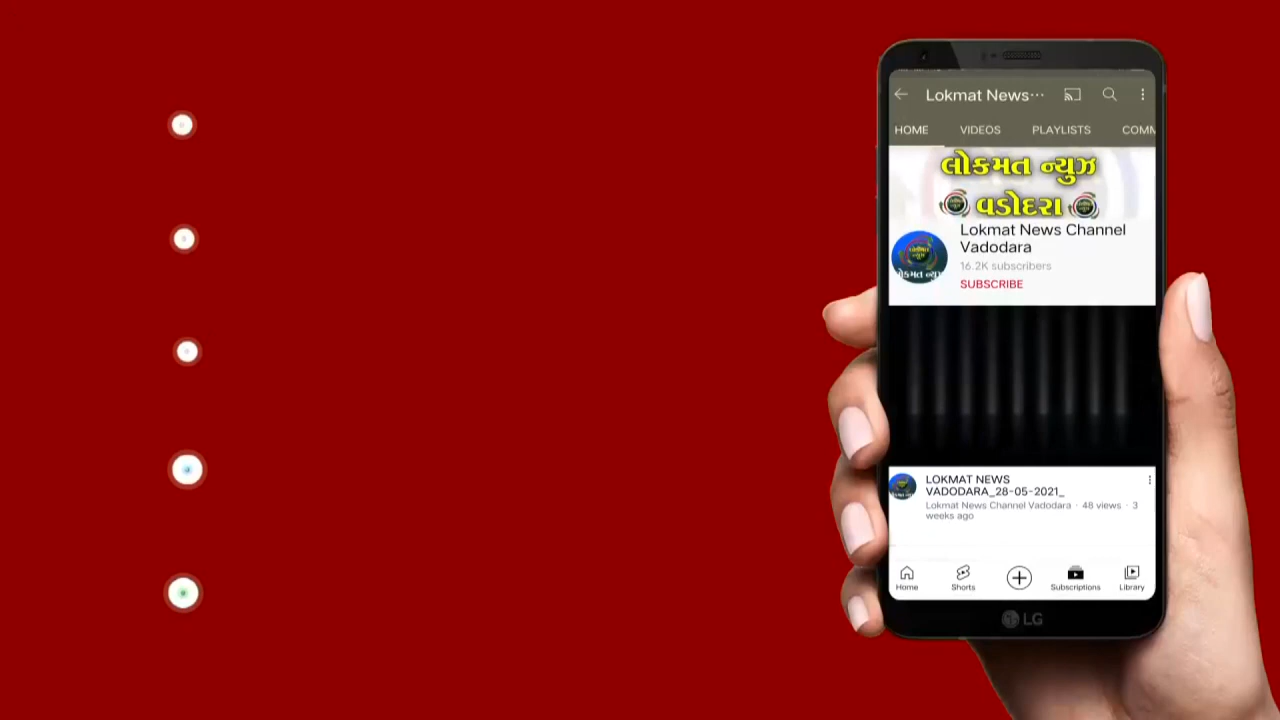 Lokmat News···
HOME VIDEOS PLAYLISTS COMM
લોકમત ન્યુઝ
વડોદરા
Lokmat News Channel
Vadodara
16.2K subscribers
SUBSCRIBE
LOKMAT NEWS
VADODARA_28-05-2021_
Lokmat News Channel Vadodara · 48 views · 3
weeks ago
Home Shorts Subscriptions Library
LG